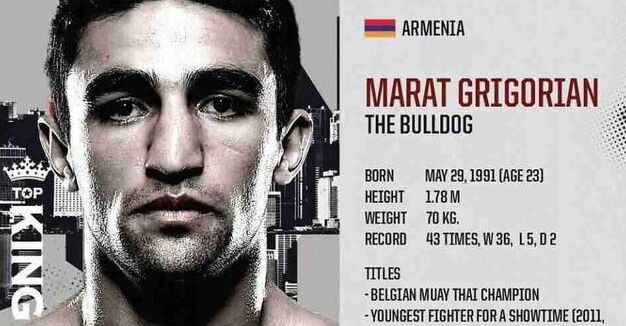 ARMENIA
MARAT GRIGORIAN
THE BULLDOG
BORN MAY 29, 1991 (AGE 23)
HEIGHT 1.78 M
WEIGHT 70 KG.
RECORD 43 TIMES, W 36, L 5, D 2
TITLES
- BELGIAN MUAY THAI CHAMPION
- YOUNGEST FIGHTER FOR A SHOWTIME (2011,
TOP
KING